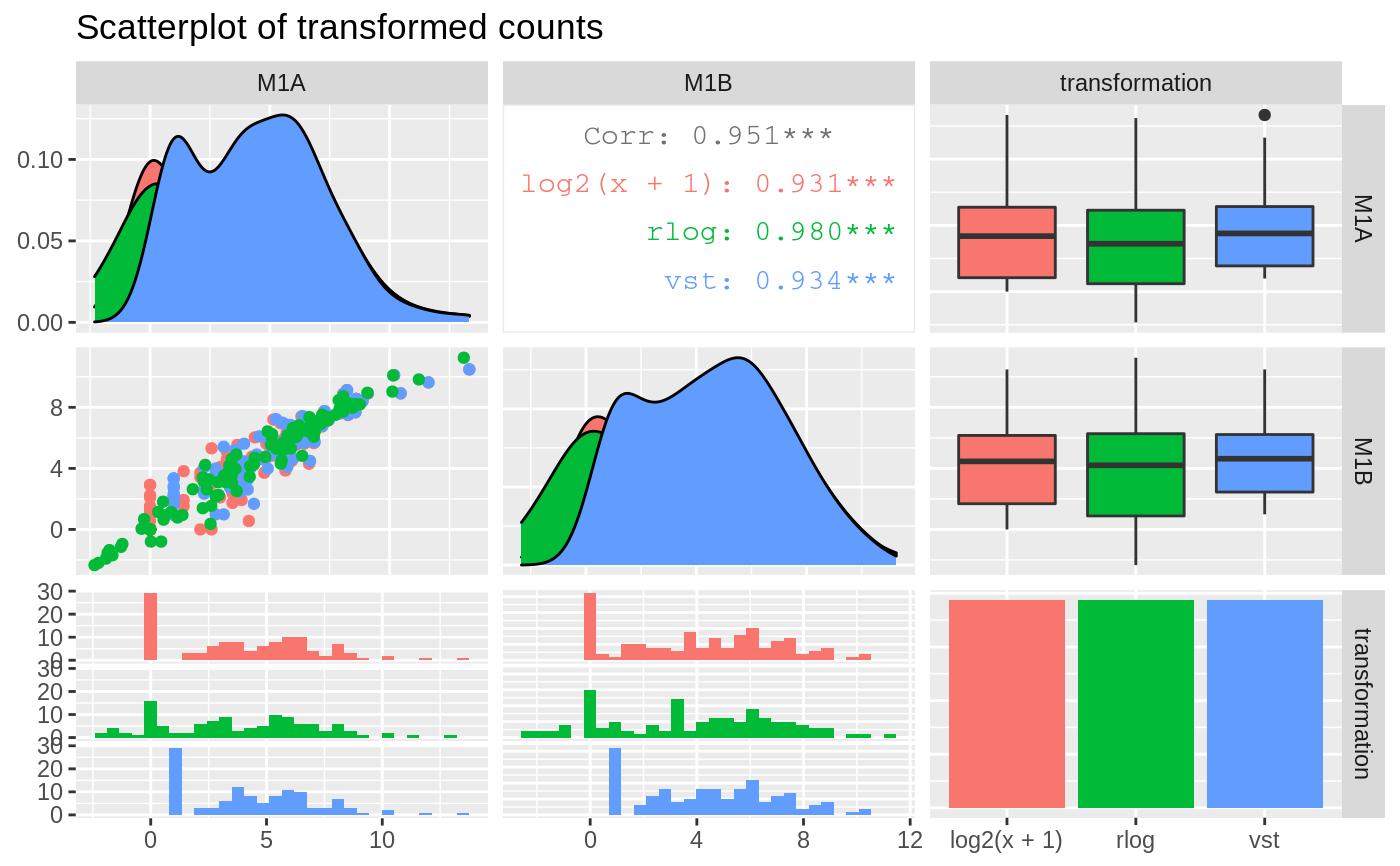 Scatterplot of transformed counts
M1A
M1B
transformation
0.10
0.05
0.00
Corr: 0.951***
log2(x + 1): 0.931***
rlog: 0.980***
vst: 0.934***
M1A
8
4
0
M1B
30
20
10
0
30
20
10
0
30
20
10
0
transformation
0 5 10
0 4 8 12
log2(x + 1) rlog vst